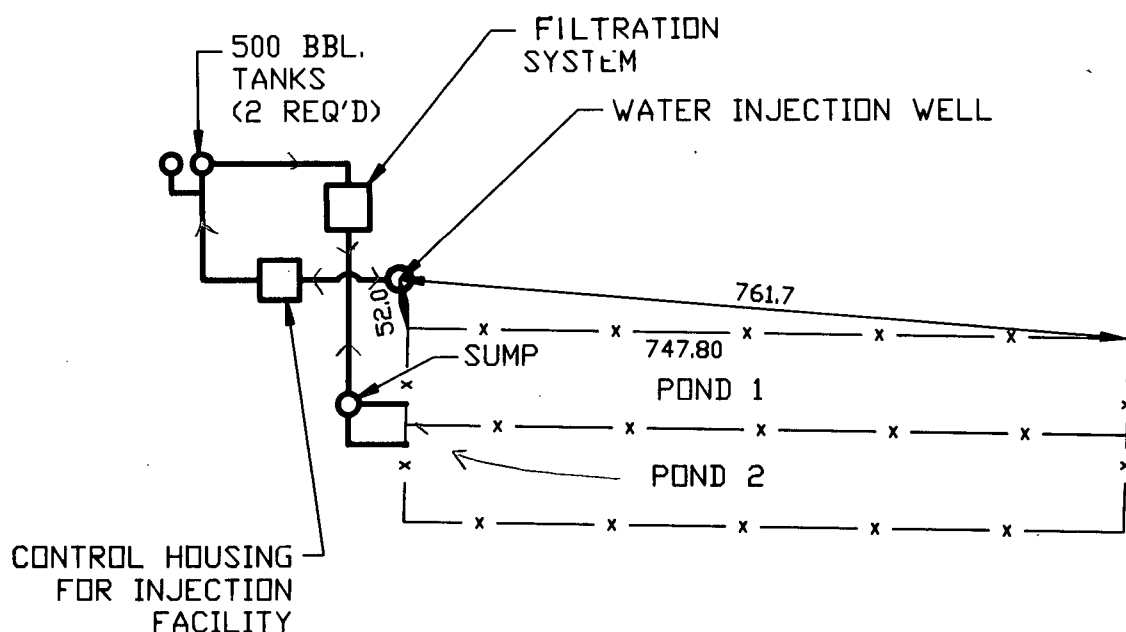 FILTRATION
SYSTEM
500 BBL.
TANKS
(2 REQ'D)
WATER INJECTION WELL
761.7
52.0
747.80
SUMP
POND 1
POND 2
CONTROL HOUSING
FOR INJECTION
FACILITY